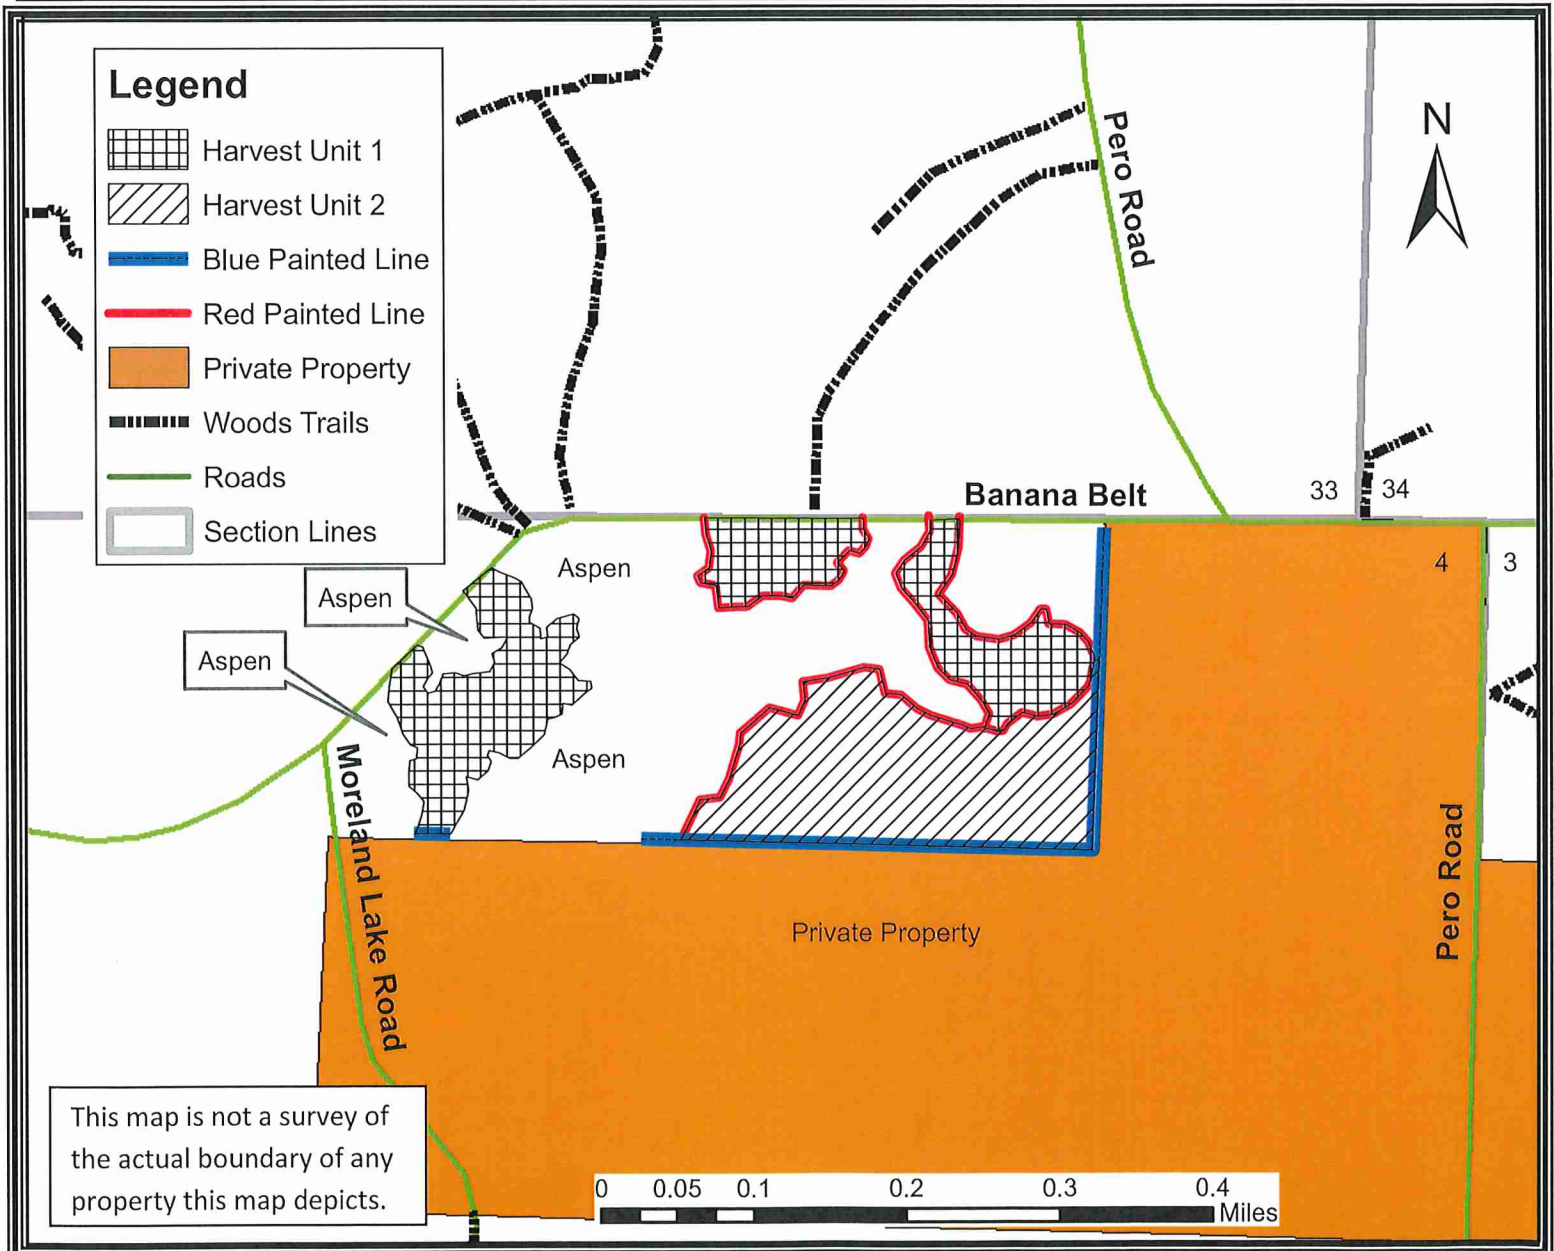 Legend
Harvest Unit 1
Harvest Unit 2
Blue Painted Line
Red Painted Line
Private Property
Woods Trails
Roads
Section Lines
N
Pero Road
Banana Belt
33
34
4
3
Aspen
Aspen
Aspen
Aspen
Moreland Lake Road
Private Property
Pero Road
This map is not a survey of
the actual boundary of any
property this map depicts.
0 0.05 0.1 0.2 0.3 0.4
Miles